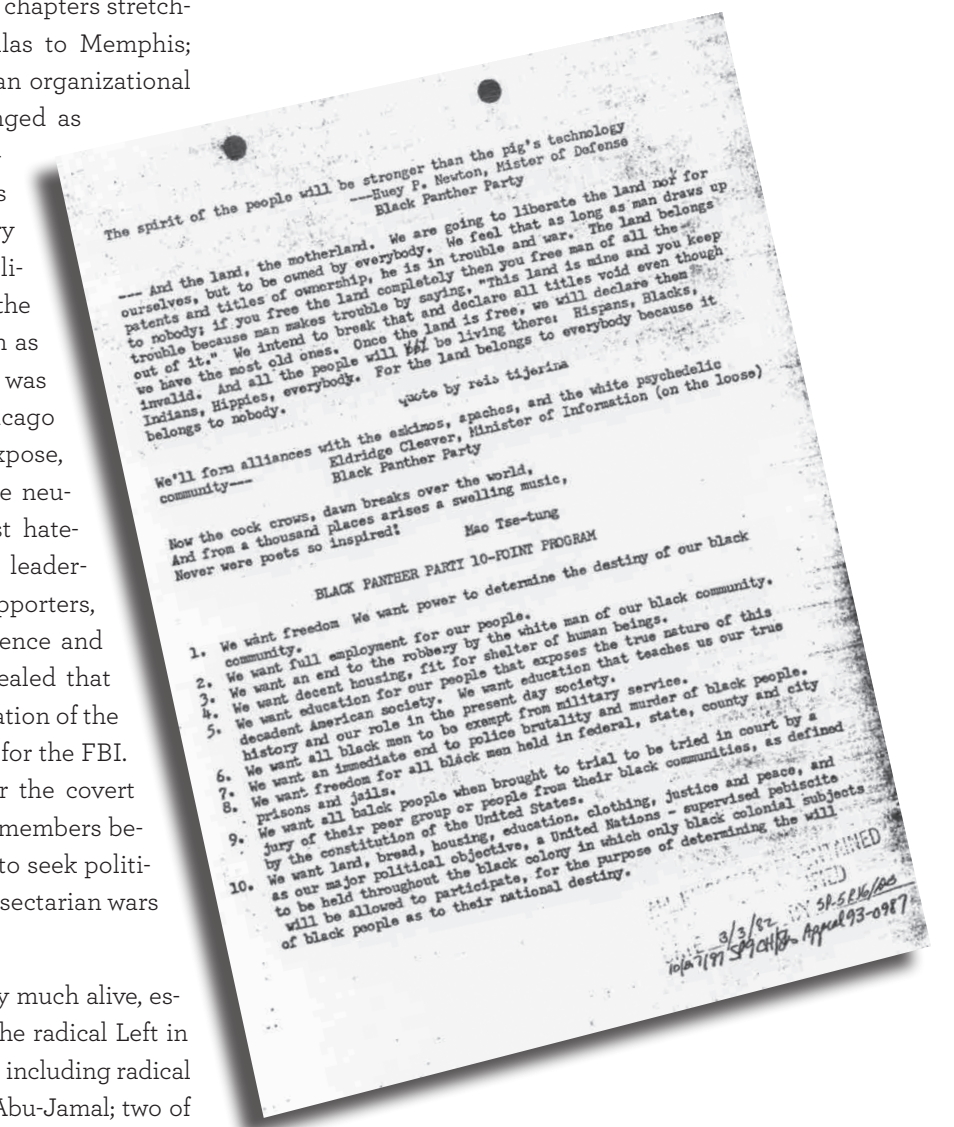 chapters stretch-
las to Memphis;
an organizational
nged as
s
ry
li-
the
n as
was
icago
xpose,
e neu-
st hate-
leader-
pporters,
ence and
ealed that
ation of the
for the FBI.
r the covert
members be-
to seek politi-
sectarian wars
y much alive, es-
he radical Left in
including radical
Abu-Jamal; two of
The spirit of the people will be stronger than the pig's technology
---Huey P. Newton, Mister of Defense
Black Panther Party
--- And the land, the motherland. We are going to liberate the land not for
ourselves, but to be owned by everybody. We feel that as long as man draws up
patents and titles of ownership, he is in trouble and war. The land belongs
to nobody; if you free the land completely then you free man of all the
trouble because man makes trouble by saying, "This land is mine and you keep
out of it." We intend to break that and declare all titles void even though
we have the most old ones. Once the land is free, we will declare them
invalid. And all the people will be living there: Hispans, Blacks,
Indians, Hippies, everybody. For the land belongs to everybody because it
belongs to nobody.
quote by reis tijerina
We'll form alliances with the eskimos, apaches, and the white psychedelic
community---
Eldridge Cleaver, Minister of Information (on the loose)
Black Panther Party
Now the cock crows, dawn breaks over the world,
And from a thousand places arises a swelling music,
Never were poets so inspired!
Mao Tse-tung
BLACK PANTHER PARTY 10-POINT PROGRAM
1. We want freedom We want power to determine the destiny of our black
community.
2. We want full employment for our people.
3. We want an end to the robbery by the white man of our black community.
4. We want decent housing, fit for shelter of human beings.
5. We want education for our people that exposes the true nature of this
decadent American society. We want education that teaches us our true
history and our role in the present day society.
6. We want all black men to be exempt from military service.
7. We want an immediate end to police brutality and murder of black people.
8. We want freedom for all black men held in federal, state, county and city
prisons and jails.
9. We want all balck people when brought to trial to be tried in court by a
jury of their peer group or people from their black communities, as defined
by the constitution of the United States.
10. We want land, bread, housing, education. clothing, justice and peace, and
as our major political objective, a United Nations - supervised pebiscite
to be held throughout the black colony in which only black colonial subjects
will be allowed to participate, for the purpose of determining the will
of black people as to their national destiny.
3/3/82 BY
Appeal 93-0987